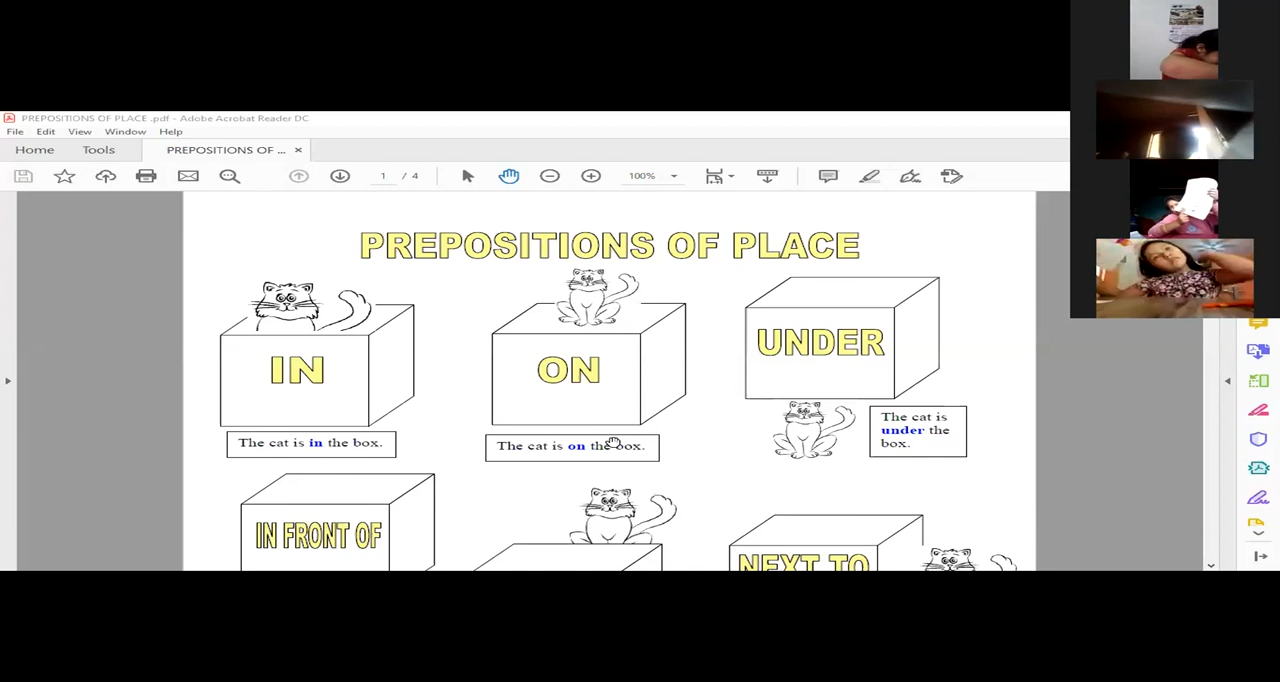 PREPOSITIONS OF PLACE .pdf - Adobe Acrobat Reader DC
File Edit View Window Help
Home Tools PREPOSITIONS OF ... ×
1 / 4 100%
PREPOSITIONS OF PLACE
IN
ON
UNDER
The cat is in the box.
The cat is on the box.
The cat is
under the
box.
IN FRONT OF
NEXT TO